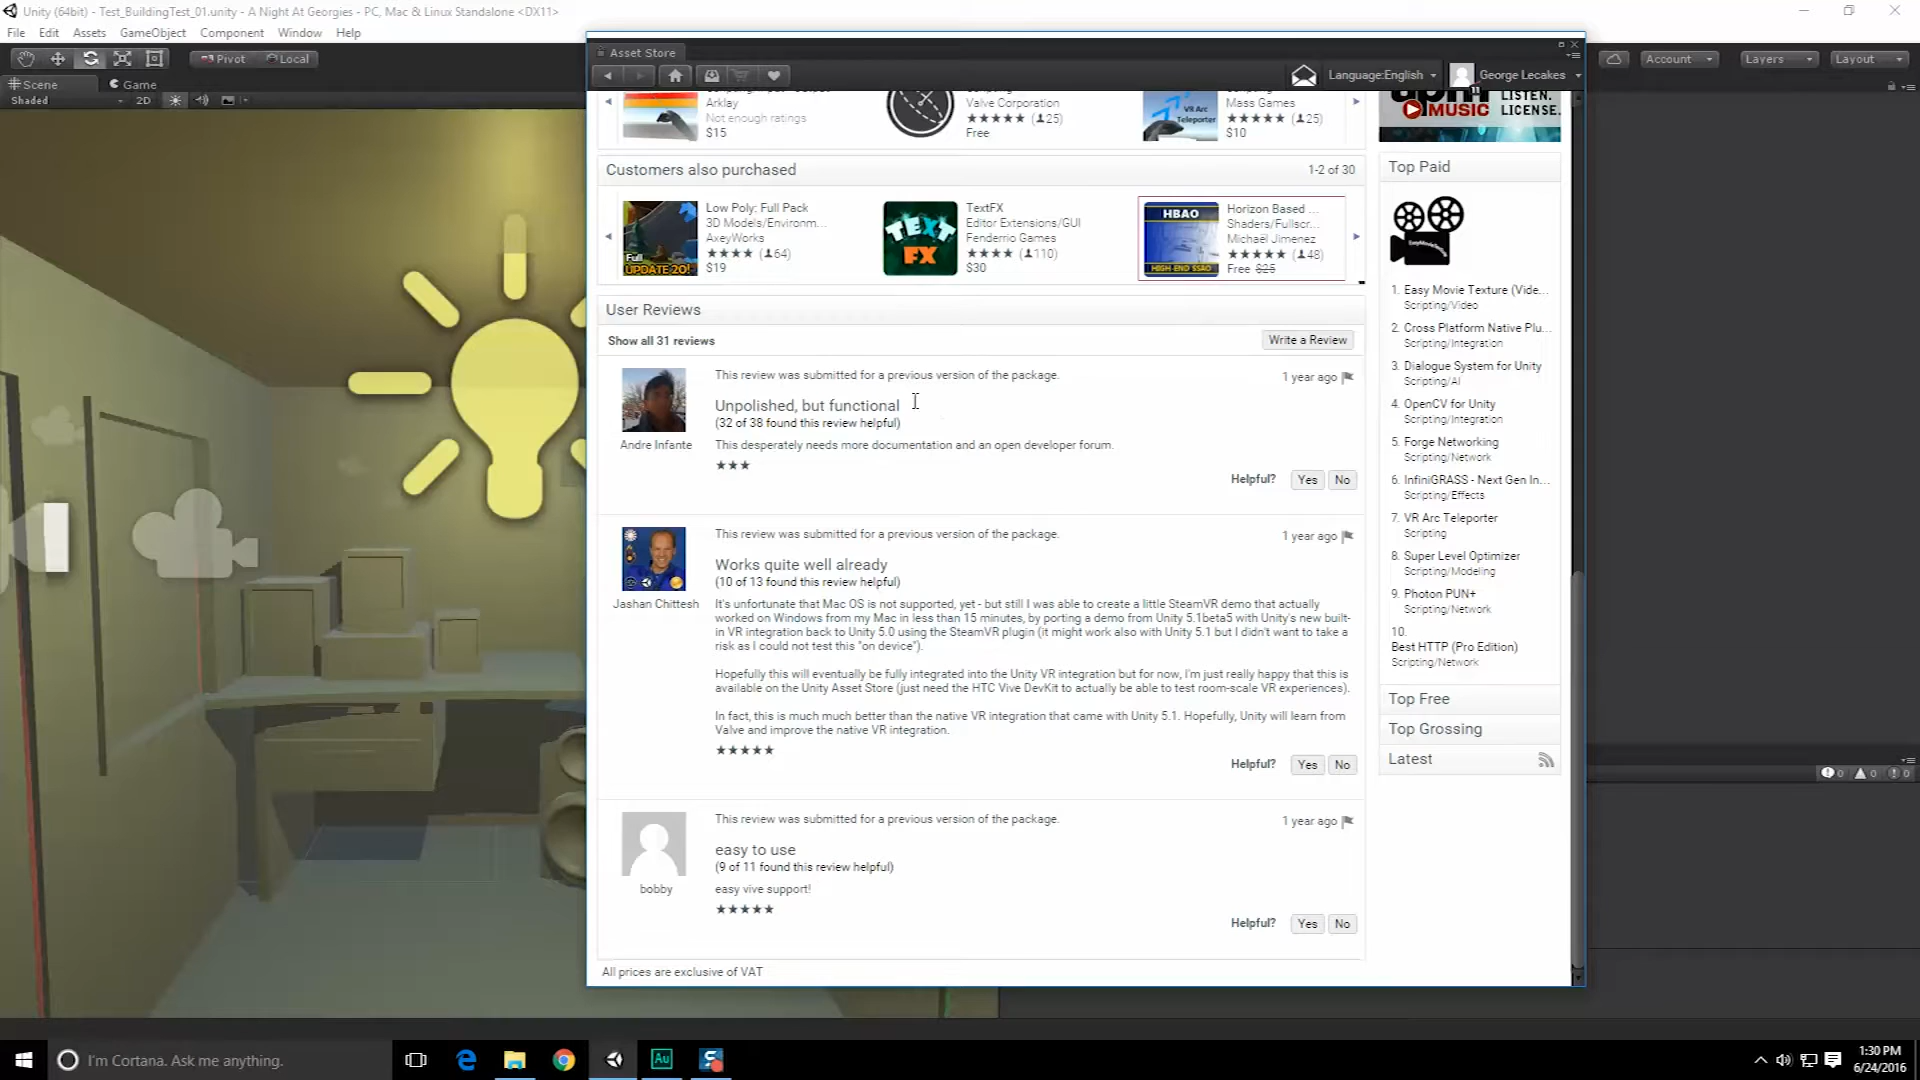 Unity (64bit) - Test_BuildingTest_01.unity - A Night At Georgies - PC, Mac & Linux Standalone <DX11>
File Edit Assets GameObject Component Window Help
Pivot Local
Scene Game
Shaded 2D
Account Layers Layout
Asset Store
Language:English George Lecakes
11
Arklay
Not enough ratings
$15
Valve Corporation
★★★★★ (25)
Free
VR Arc
Teleporter
Mass Games
★★★★★ (25)
$10
MUSIC
LISTEN.
LICENSE.
Customers also purchased 1-2 of 30
Full
UPDATE 20!
Low Poly: Full Pack
3D Models/Environm...
AxeyWorks
★★★★ (64)
$19
TEXT
FX
TextFX
Editor Extensions/GUI
Fenderrio Games
★★★★ (110)
$30
HBAO
HIGH-END SSAO
Horizon Based ...
Shaders/Fullscr...
Michaël Jimenez
★★★★★ (48)
Free $25
User Reviews
Show all 31 reviews Write a Review
This review was submitted for a previous version of the package. 1 year ago
Unpolished, but functional
(32 of 38 found this review helpful)
Andre Infante
This desperately needs more documentation and an open developer forum.
★★★
Helpful? Yes No
This review was submitted for a previous version of the package. 1 year ago
Works quite well already
(10 of 13 found this review helpful)
Jashan Chittesh
It's unfortunate that Mac OS is not supported, yet - but still I was able to create a little SteamVR demo that actually
worked on Windows from my Mac in less than 15 minutes, by porting a demo from Unity 5.1beta5 with Unity's new built-
in VR integration back to Unity 5.0 using the SteamVR plugin (it might work also with Unity 5.1 but I didn't want to take a
risk as I could not test this "on device").
Hopefully this will eventually be fully integrated into the Unity VR integration but for now, I'm just really happy that this is
available on the Unity Asset Store (just need the HTC Vive DevKit to actually be able to test room-scale VR experiences).
In fact, this is much much better than the native VR integration that came with Unity 5.1. Hopefully, Unity will learn from
Valve and improve the native VR integration.
★★★★★
Helpful? Yes No
This review was submitted for a previous version of the package. 1 year ago
easy to use
(9 of 11 found this review helpful)
bobby
easy vive support!
★★★★★
Helpful? Yes No
All prices are exclusive of VAT
Top Paid
1. Easy Movie Texture (Vide...
Scripting/Video
2. Cross Platform Native Plu...
Scripting/Integration
3. Dialogue System for Unity
Scripting/AI
4. OpenCV for Unity
Scripting/Integration
5. Forge Networking
Scripting/Network
6. InfiniGRASS - Next Gen In...
Scripting/Effects
7. VR Arc Teleporter
Scripting
8. Super Level Optimizer
Scripting/Modeling
9. Photon PUN+
Scripting/Network
10.
Best HTTP (Pro Edition)
Scripting/Network
Top Free
Top Grossing
Latest
0 0 0
I'm Cortana. Ask me anything.
Au
1:30 PM
6/24/2016